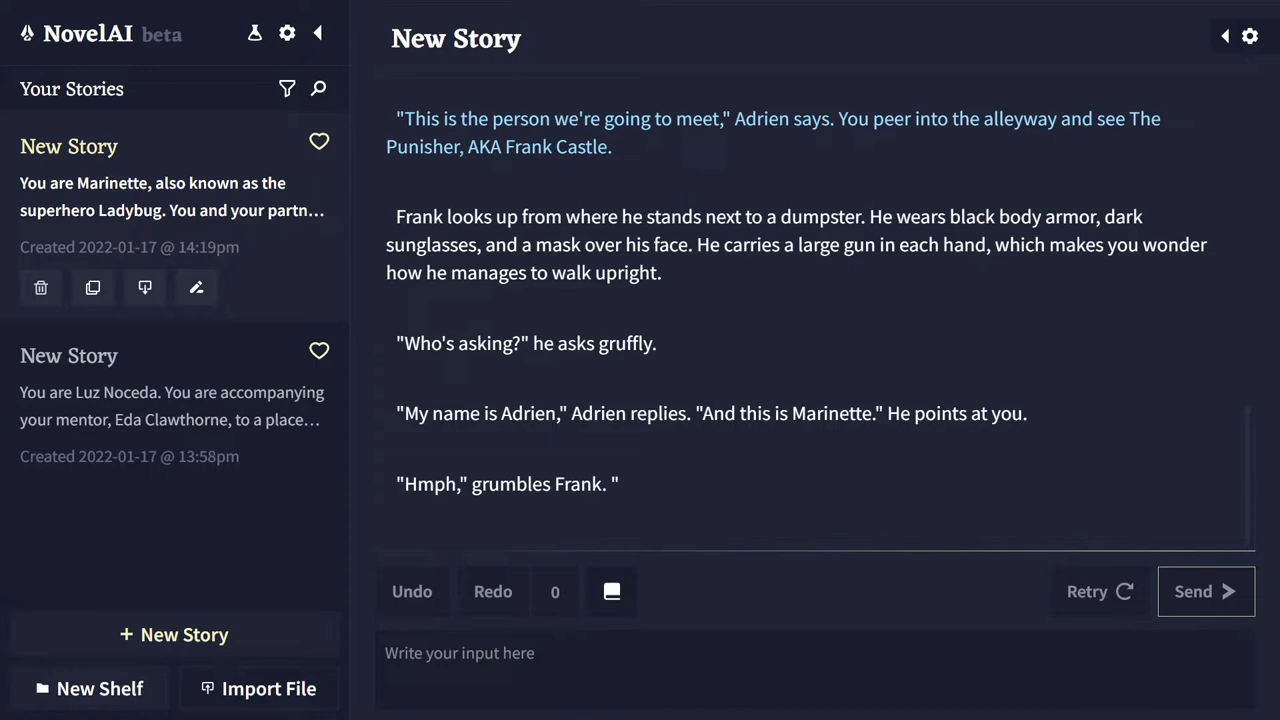 NovelAI beta
Your Stories
New Story
You are Marinette, also known as the
superhero Ladybug. You and your partn...
Created 2022-01-17 @ 14:19pm
New Story
You are Luz Noceda. You are accompanying
your mentor, Eda Clawthorne, to a place...
Created 2022-01-17 @ 13:58pm
+ New Story
New Shelf
Import File
New Story
"This is the person we're going to meet," Adrien says. You peer into the alleyway and see The
Punisher, AKA Frank Castle.
Frank looks up from where he stands next to a dumpster. He wears black body armor, dark
sunglasses, and a mask over his face. He carries a large gun in each hand, which makes you wonder
how he manages to walk upright.
"Who's asking?" he asks gruffly.
"My name is Adrien," Adrien replies. "And this is Marinette." He points at you.
"Hmph," grumbles Frank. "
Undo
Redo
0
Retry
Send
Write your input here